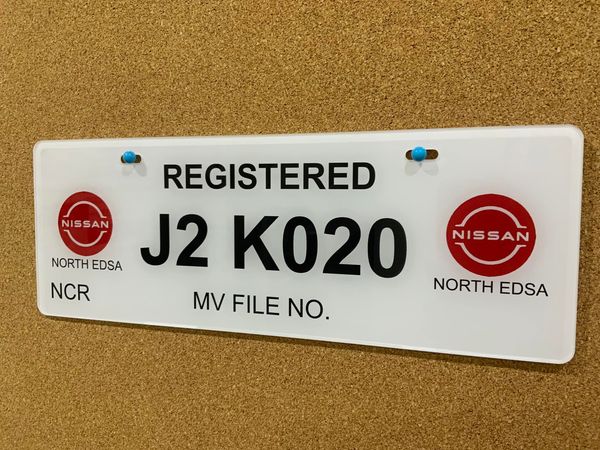 REGISTERED
J2 K020
MV FILE NO.
NISSAN
NORTH EDSA
NCR
NISSAN
NORTH EDSA